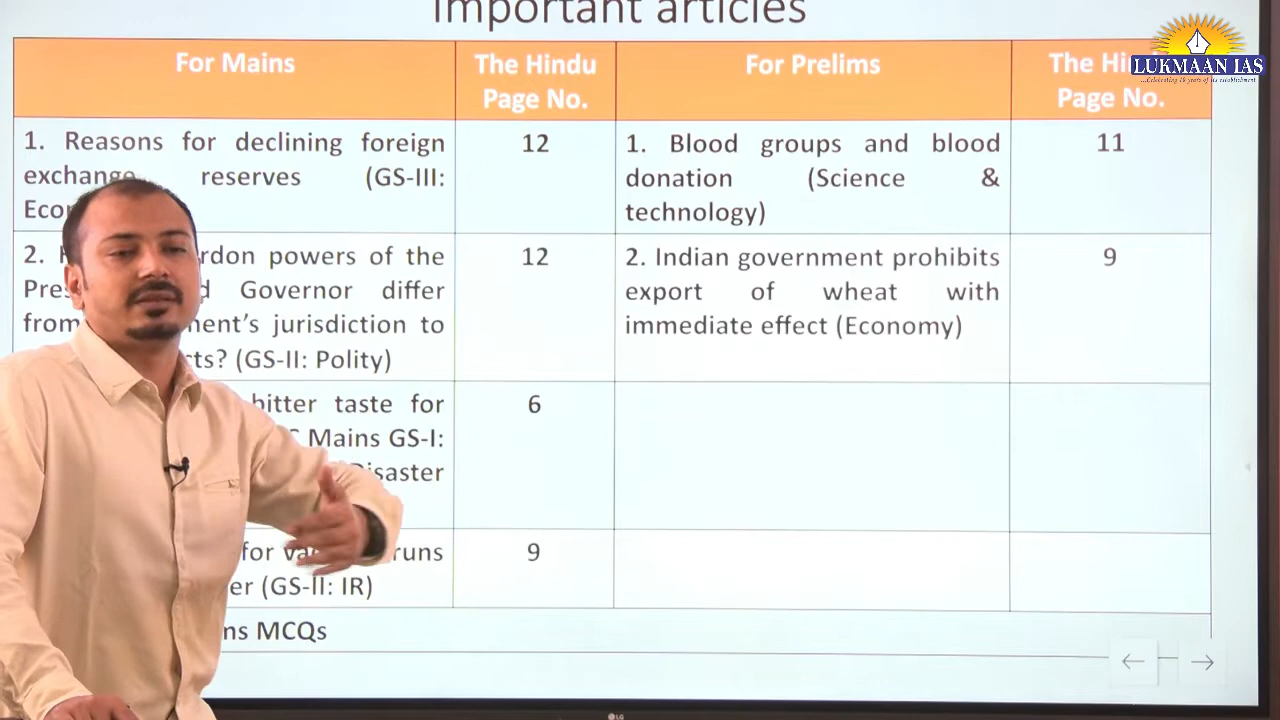 Important articles
For Mains
The Hindu
Page No.
For Prelims
The Hi
Page No.
LUKMAAN IAS
1. Reasons for declining foreign
exchange reserves (GS-III:
12
1. Blood groups and blood
donation (Science &
technology)
11
2. powers of the
Governor differ
from jurisdiction to
(GS-II: Polity)
12
2. Indian government prohibits
export of wheat with
immediate effect (Economy)
9
bitter taste for
Mains GS-I:
Disaster
6
for runs
(GS-II: IR)
9
MCQs
LG